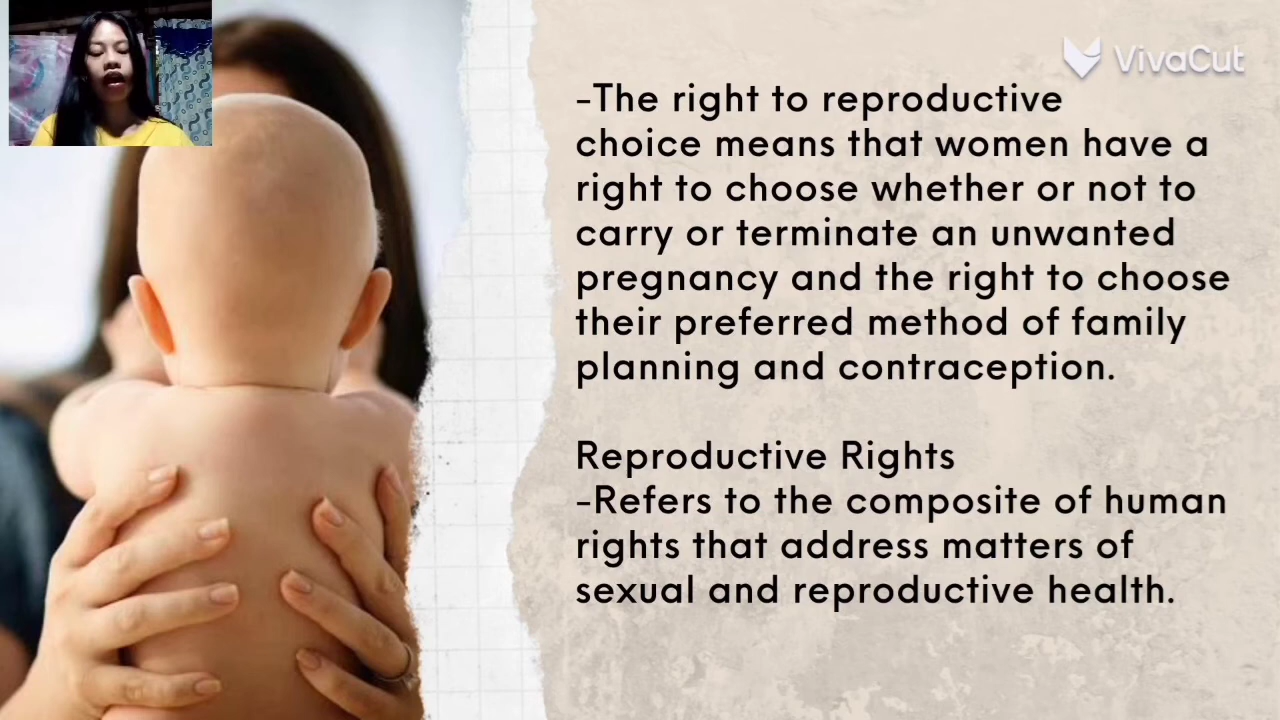 VivaCut
-The right to reproductive
choice means that women have a
right to choose whether or not to
carry or terminate an unwanted
pregnancy and the right to choose
their preferred method of family
planning and contraception.
Reproductive Rights
-Refers to the composite of human
rights that address matters of
sexual and reproductive health.